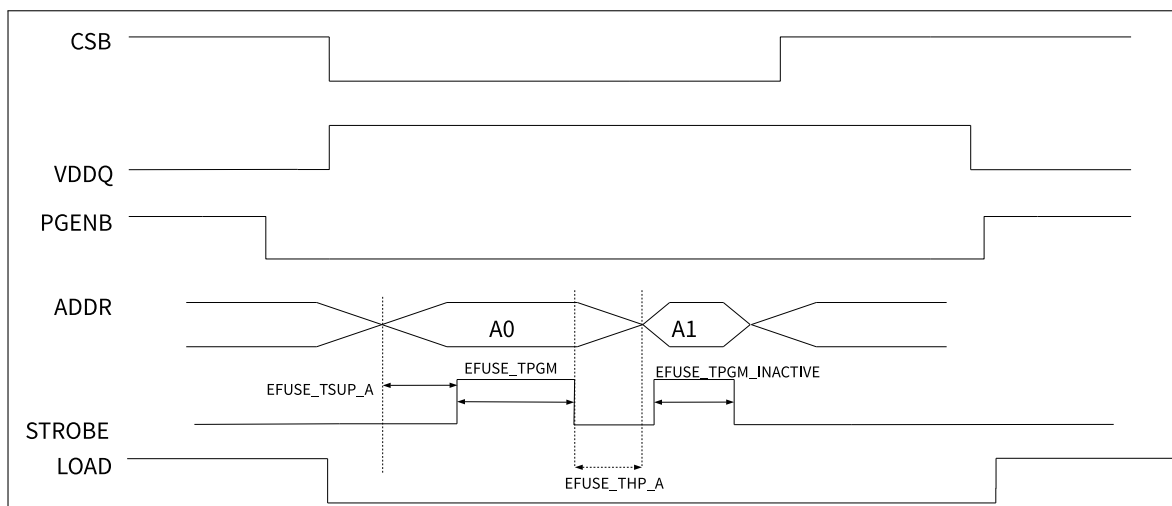 CSB
VDDQ
PGENB
ADDR
A0
A1
EFUSE_TPGM
EFUSE_TPGM_INACTIVE
EFUSE_TSUP_A
STROBE
LOAD
EFUSE_THP_A